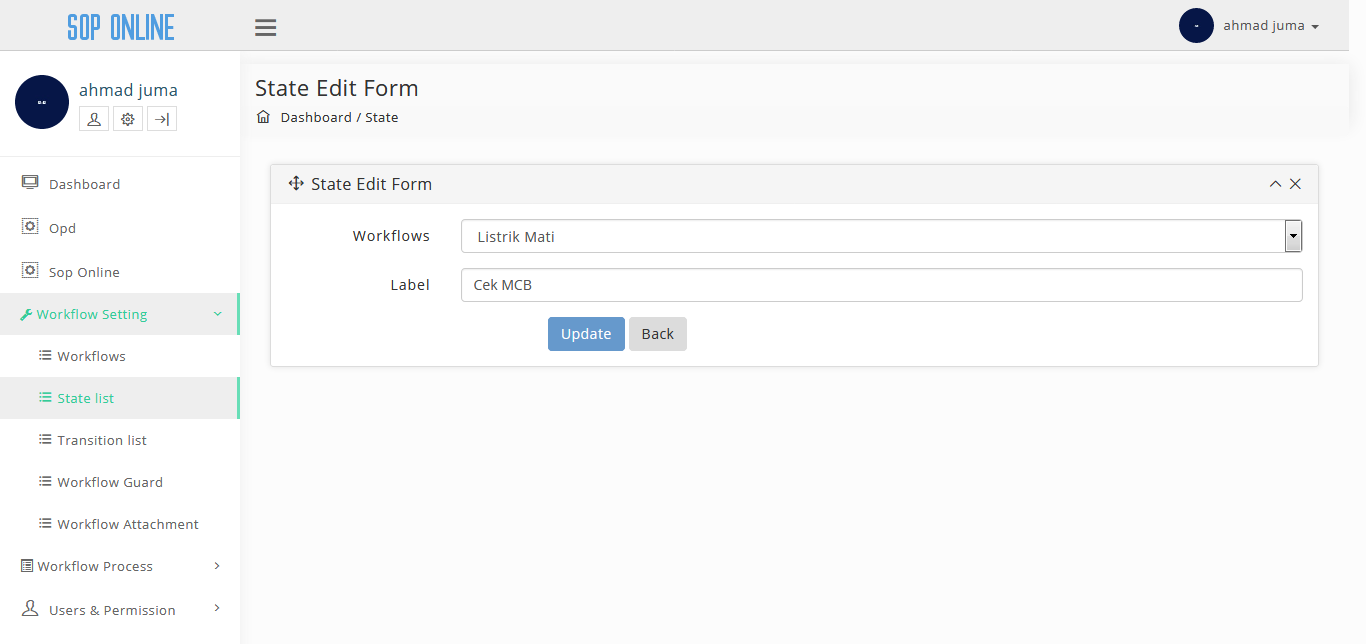 SOP ONLINE
ahmad juma
ahmad juma
State Edit Form
Dashboard / State
Dashboard
Opd
Sop Online
Workflow Setting
Workflows
State list
Transition list
Workflow Guard
Workflow Attachment
Workflow Process
Users & Permission
State Edit Form
Workflows
Listrik Mati
Label
Cek MCB
Update
Back